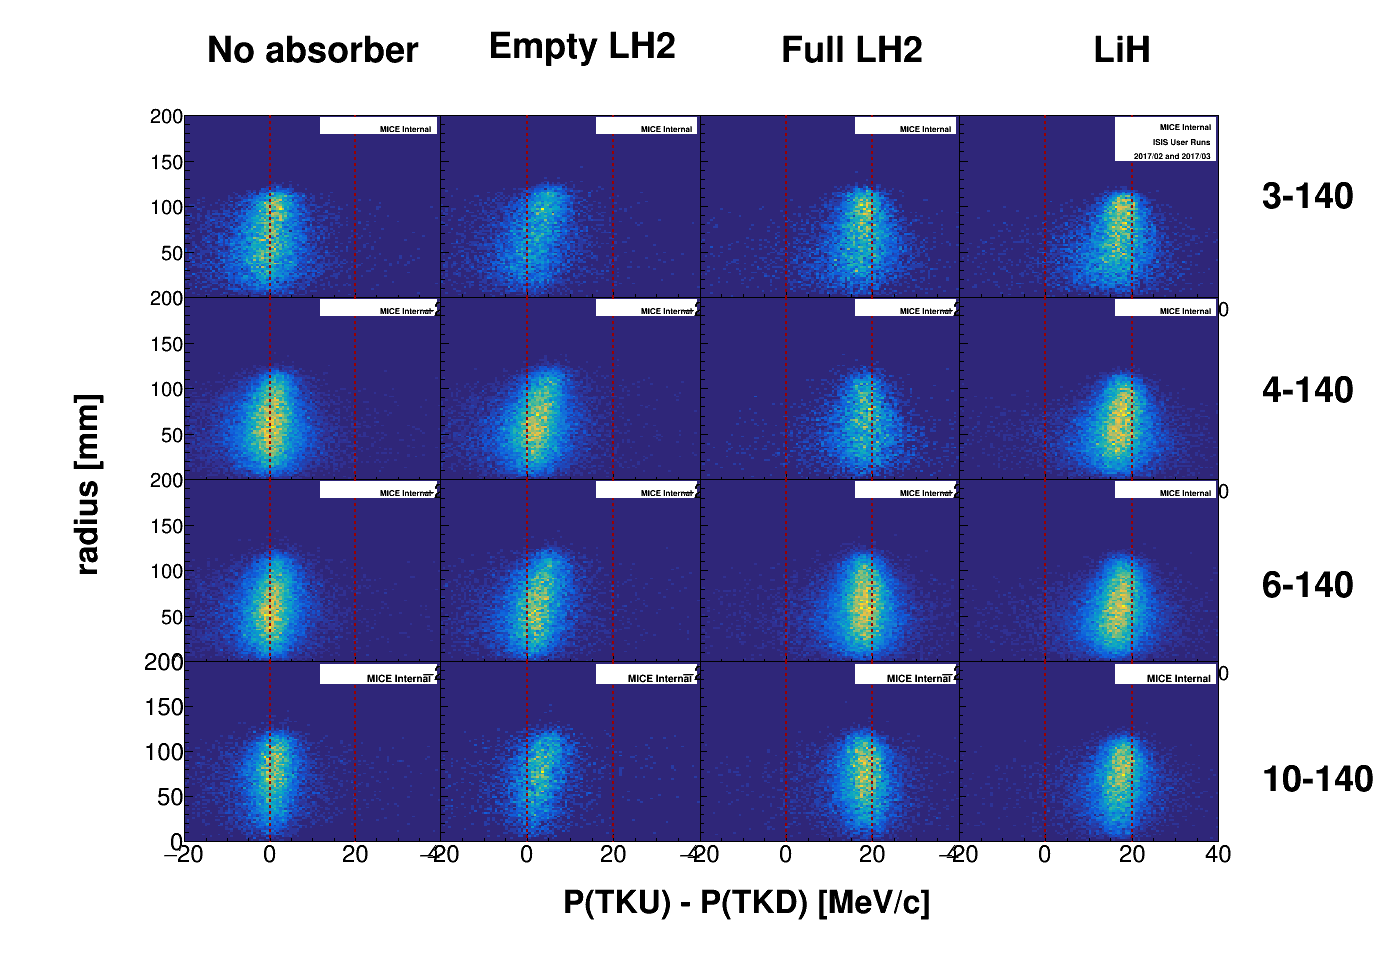 No absorber Empty LH2 Full LH2 LiH
200 MICE Internal MICE Internal MICE Internal MICE Internal
ISIS User Runs
150 2017/02 and 2017/03
100 3-140
50
200 MICE Internal MICE Internal MICE Internal MICE Internal 0
150
100 4-140
50
radius [mm]
200 MICE Internal MICE Internal MICE Internal MICE Internal 0
150
100 6-140
50
200 MICE Internal MICE Internal MICE Internal MICE Internal 0
150
100 10-140
50
0
−20 0 20 0 20 0 20 0 20 40
P(TKU) - P(TKD) [MeV/c]